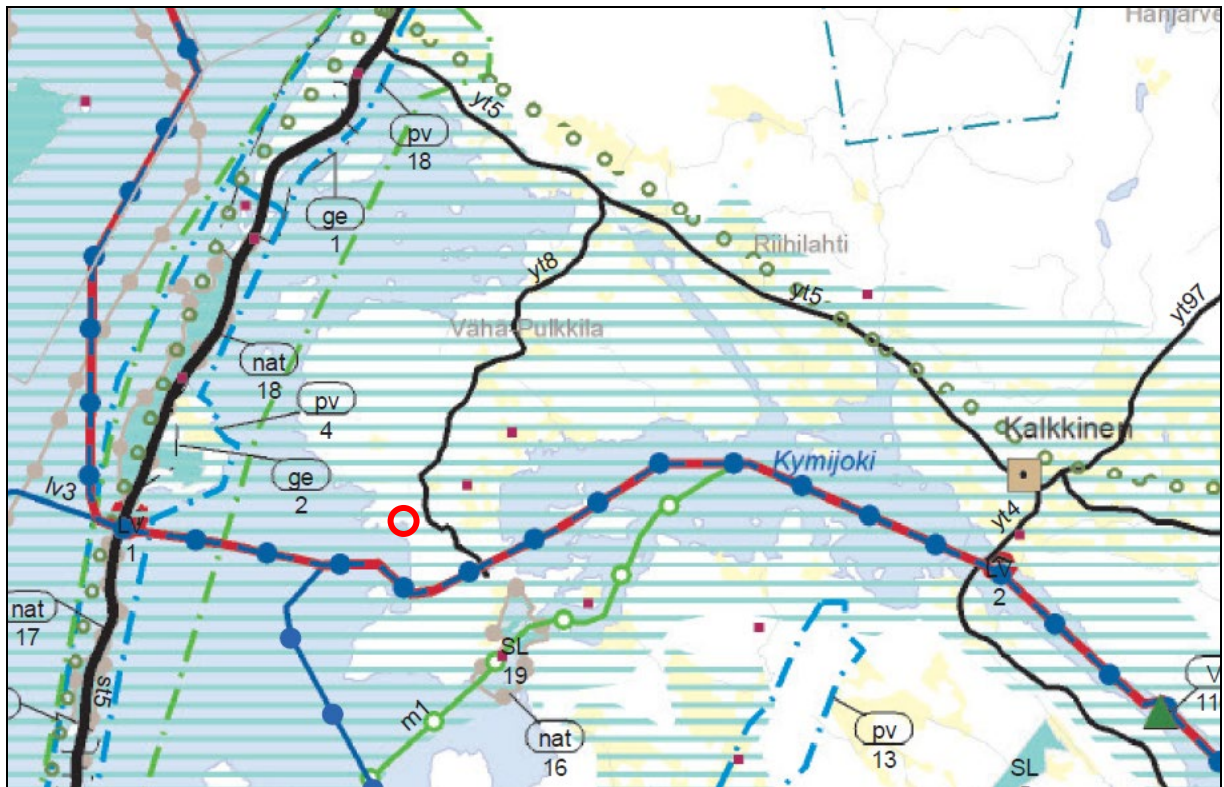 Hanjärve
yt5
pv
18
ge
1
Riihilahti
yt8
yt5
yt97
Vähä-Pulkkila
nat
18
pv
4
Kalkkinen
Kymijoki
lv3
ge
2
yt4
LV
1
LV
2
nat
17
SL
19
st5
m1
nat
16
pv
13
V
11
SL